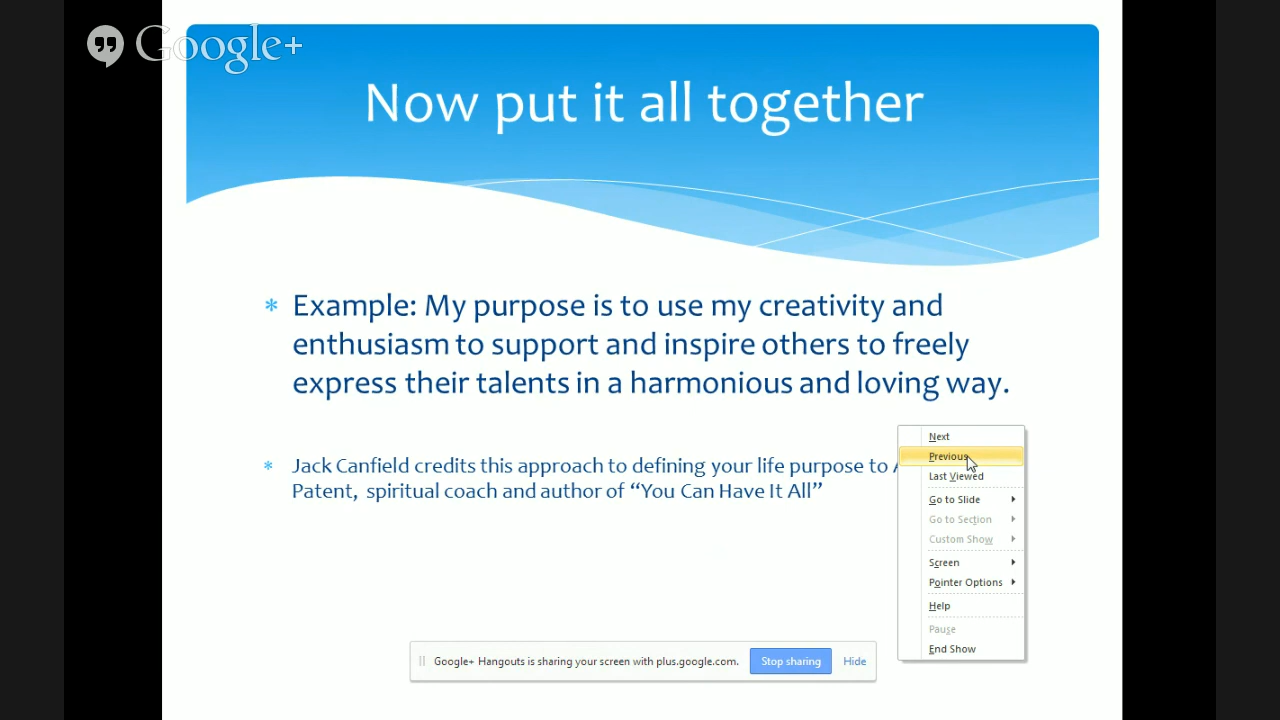 Google+
Now put it all together
* Example: My purpose is to use my creativity and
enthusiasm to support and inspire others to freely
express their talents in a harmonious and loving way.
* Jack Canfield credits this approach to defining your life purpose to
Patent, spiritual coach and author of “You Can Have It All”
Next
Previous
Last Viewed
Go to Slide
Go to Section
Custom Show
Screen
Pointer Options
Help
Pause
End Show
Google+ Hangouts is sharing your screen with plus.google.com.
Stop sharing
Hide